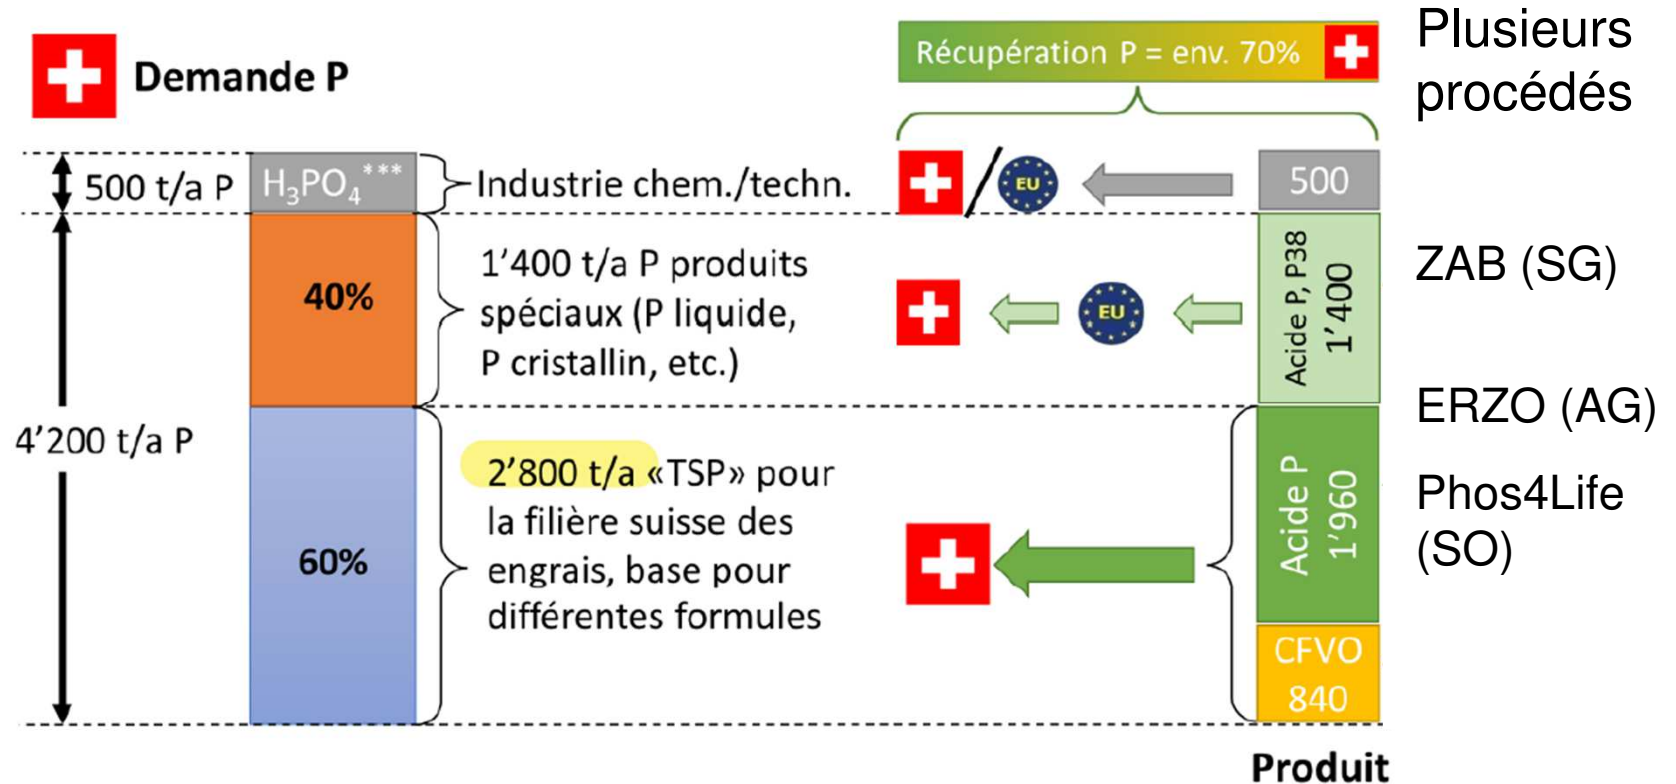 Demande P
500 t/a P
H₃PO₄***
Industrie chem./techn.
40%
1’400 t/a P produits
spéciaux (P liquide,
P cristallin, etc.)
4’200 t/a P
60%
2’800 t/a «TSP» pour
la filière suisse des
engrais, base pour
différentes formules
Récupération P = env. 70%
EU
500
EU
Acide P, P38
1’400
Acide P
1’960
CFVO
840
Produit
Plusieurs
procédés
ZAB (SG)
ERZO (AG)
Phos4Life
(SO)